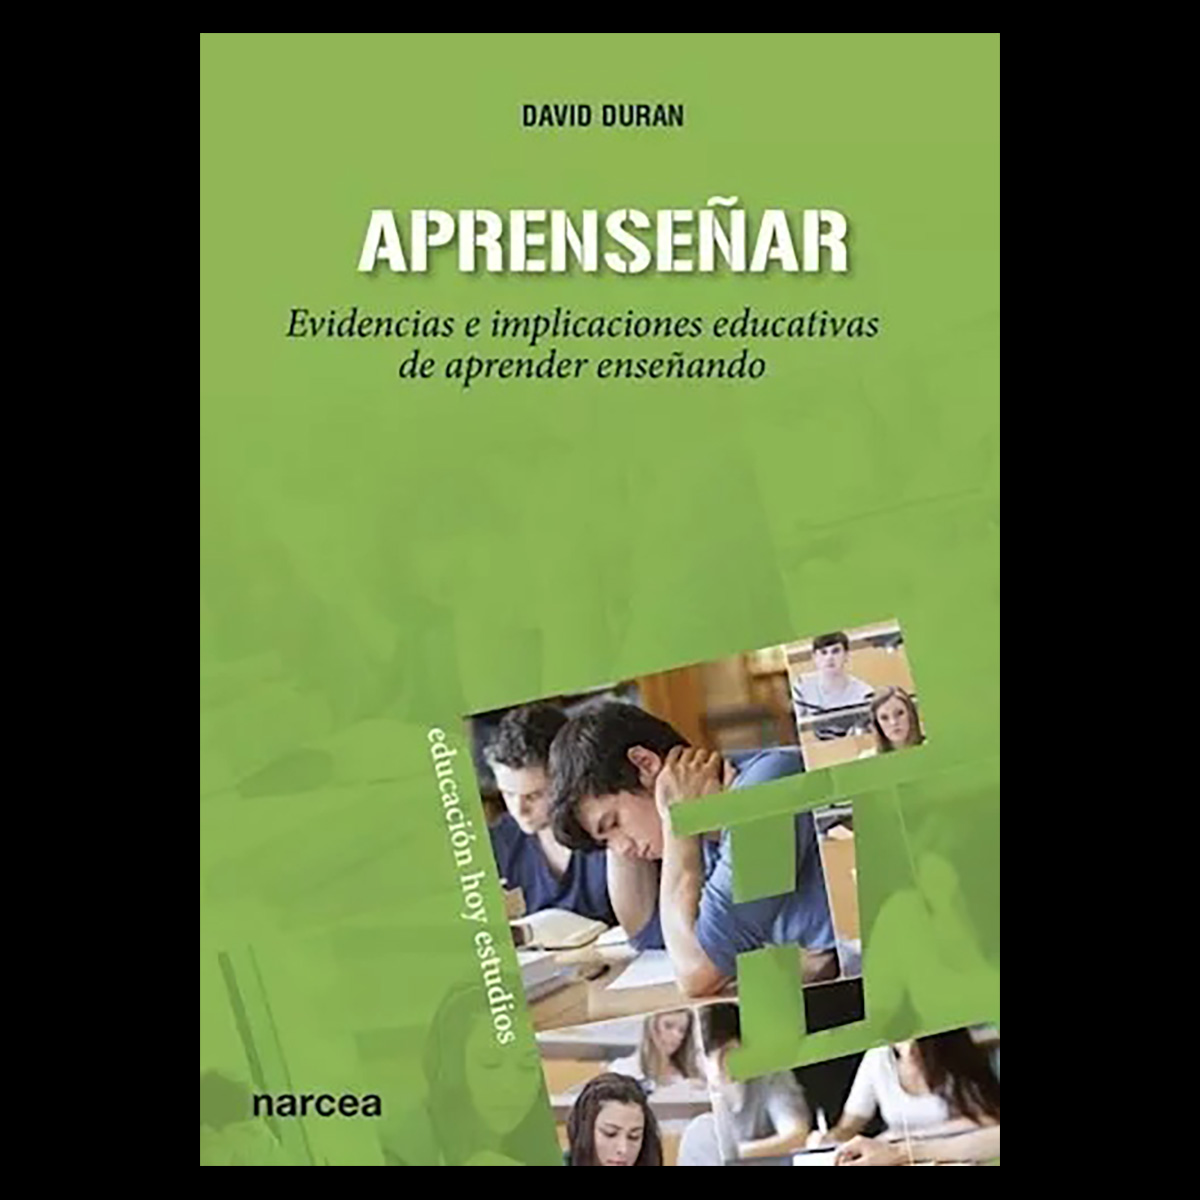 DAVID DURAN
APRENSEÑAR
Evidencias e implicaciones educativas
de aprender enseñando
educación hoy estudios
narcea